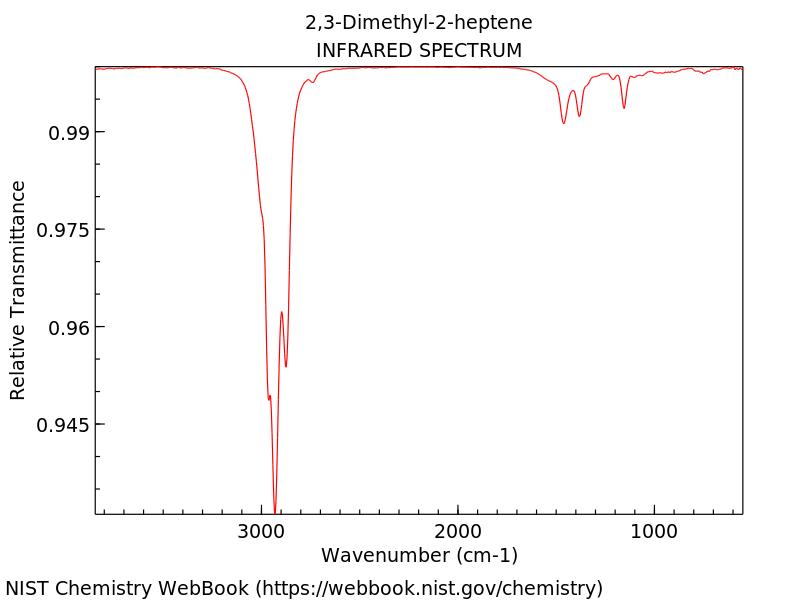 2,3-Dimethyl-2-heptene
INFRARED SPECTRUM
0.99
0.975
0.96
0.945
Relative Transmittance
3000 2000 1000
Wavenumber (cm-1)
NIST Chemistry WebBook (https://webbook.nist.gov/chemistry)